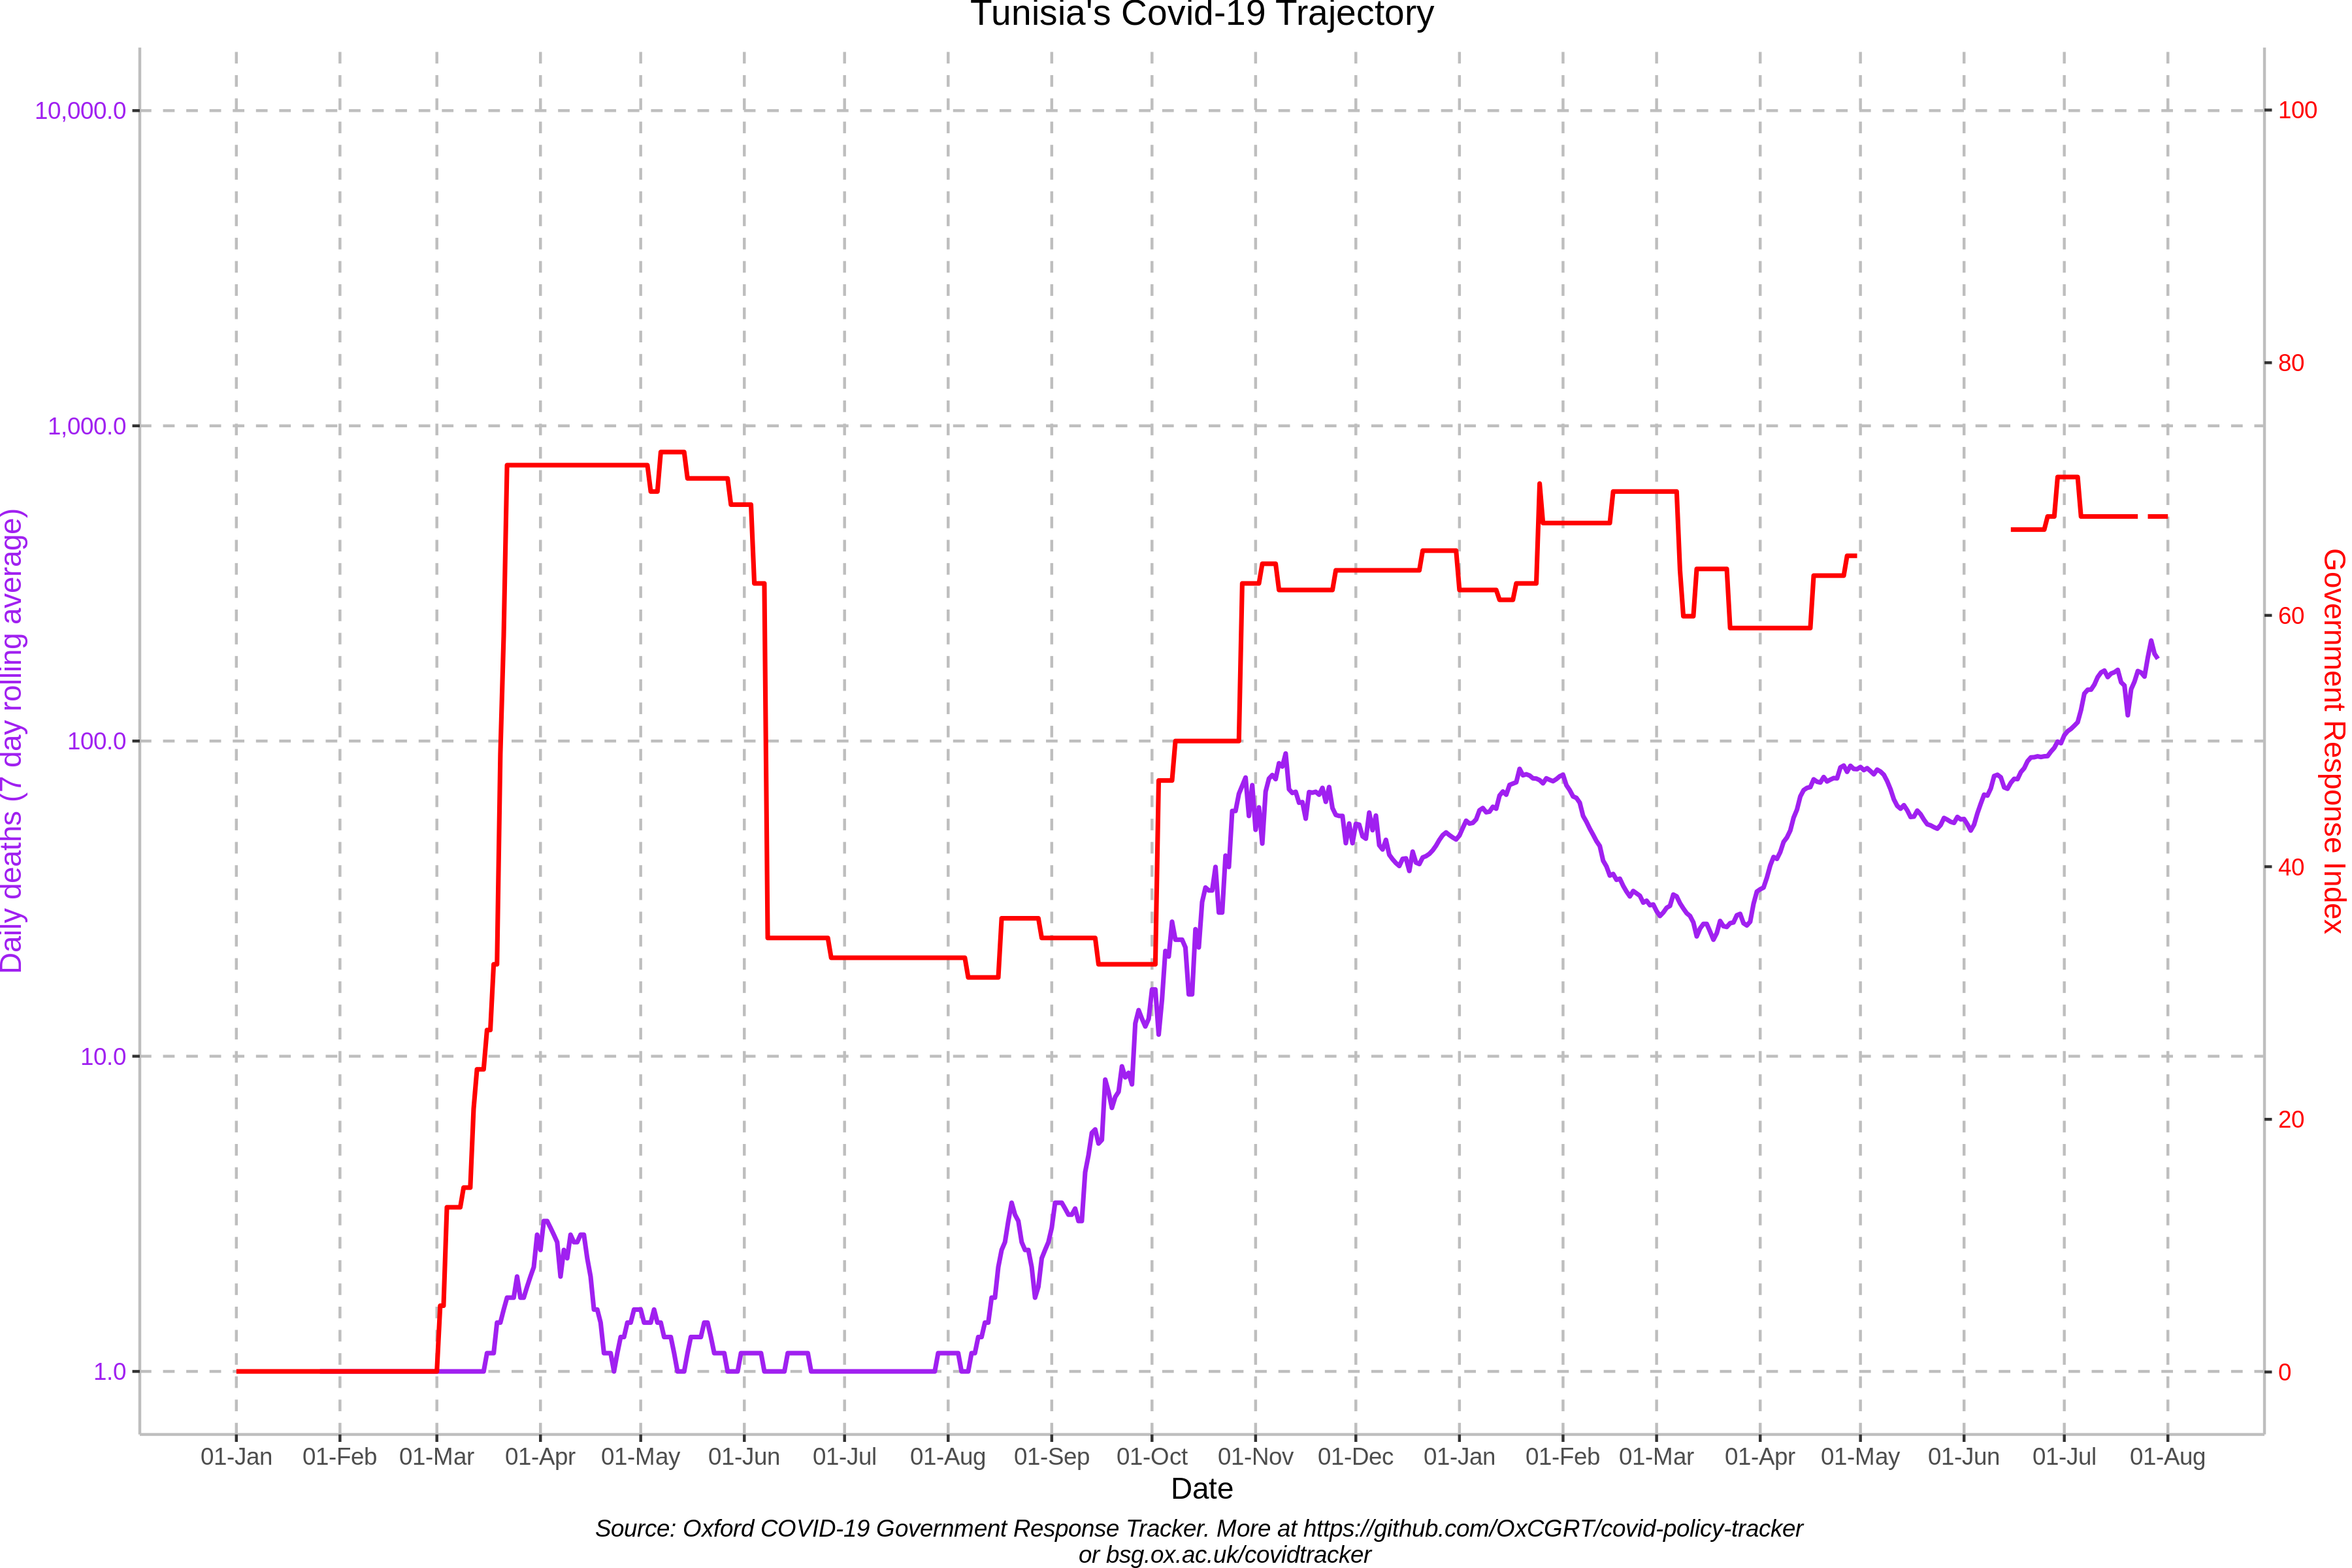 Tunisia's Covid-19 Trajectory
10,000.0
1,000.0
100.0
10.0
1.0
Daily deaths (7 day rolling average)
100
80
60
40
20
0
Government Response Index
01-Jan 01-Feb 01-Mar 01-Apr 01-May 01-Jun 01-Jul 01-Aug 01-Sep 01-Oct 01-Nov 01-Dec 01-Jan 01-Feb 01-Mar 01-Apr 01-May 01-Jun 01-Jul 01-Aug
Date
Source: Oxford COVID-19 Government Response Tracker. More at https://github.com/OxCGRT/covid-policy-tracker
or bsg.ox.ac.uk/covidtracker